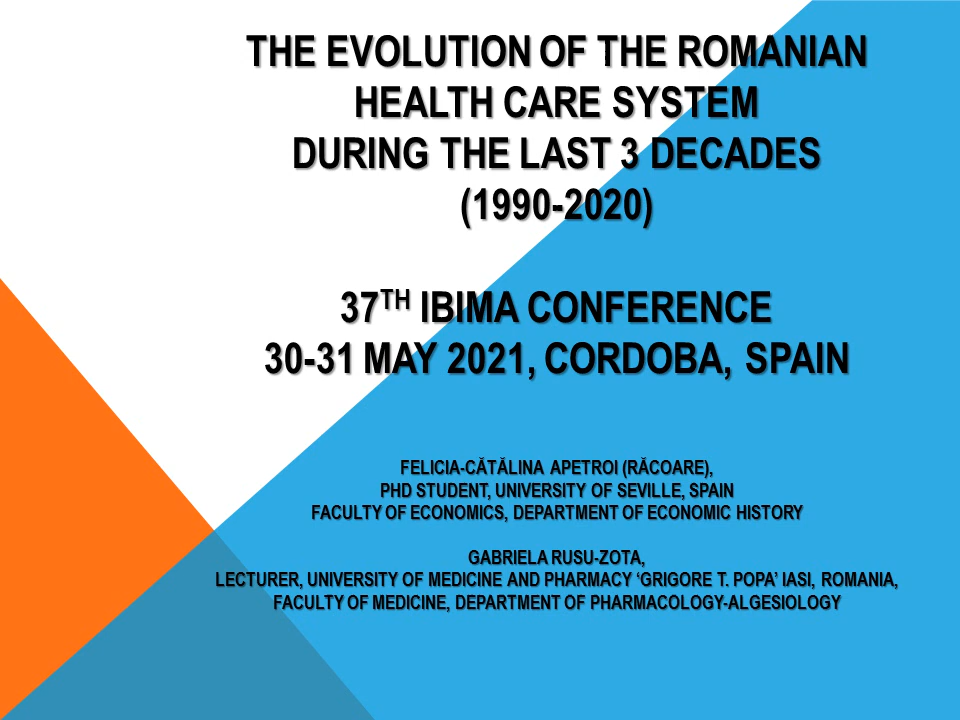 THE EVOLUTION OF THE ROMANIAN
HEALTH CARE SYSTEM
DURING THE LAST 3 DECADES
(1990-2020)
37TH IBIMA CONFERENCE
30-31 MAY 2021, CORDOBA, SPAIN
FELICIA-CĂTĂLINA APETROI (RĂCOARE),
PHD STUDENT, UNIVERSITY OF SEVILLE, SPAIN
FACULTY OF ECONOMICS, DEPARTMENT OF ECONOMIC HISTORY
GABRIELA RUSU-ZOTA,
LECTURER, UNIVERSITY OF MEDICINE AND PHARMACY ‘GRIGORE T. POPA’ IASI, ROMANIA,
FACULTY OF MEDICINE, DEPARTMENT OF PHARMACOLOGY-ALGESIOLOGY